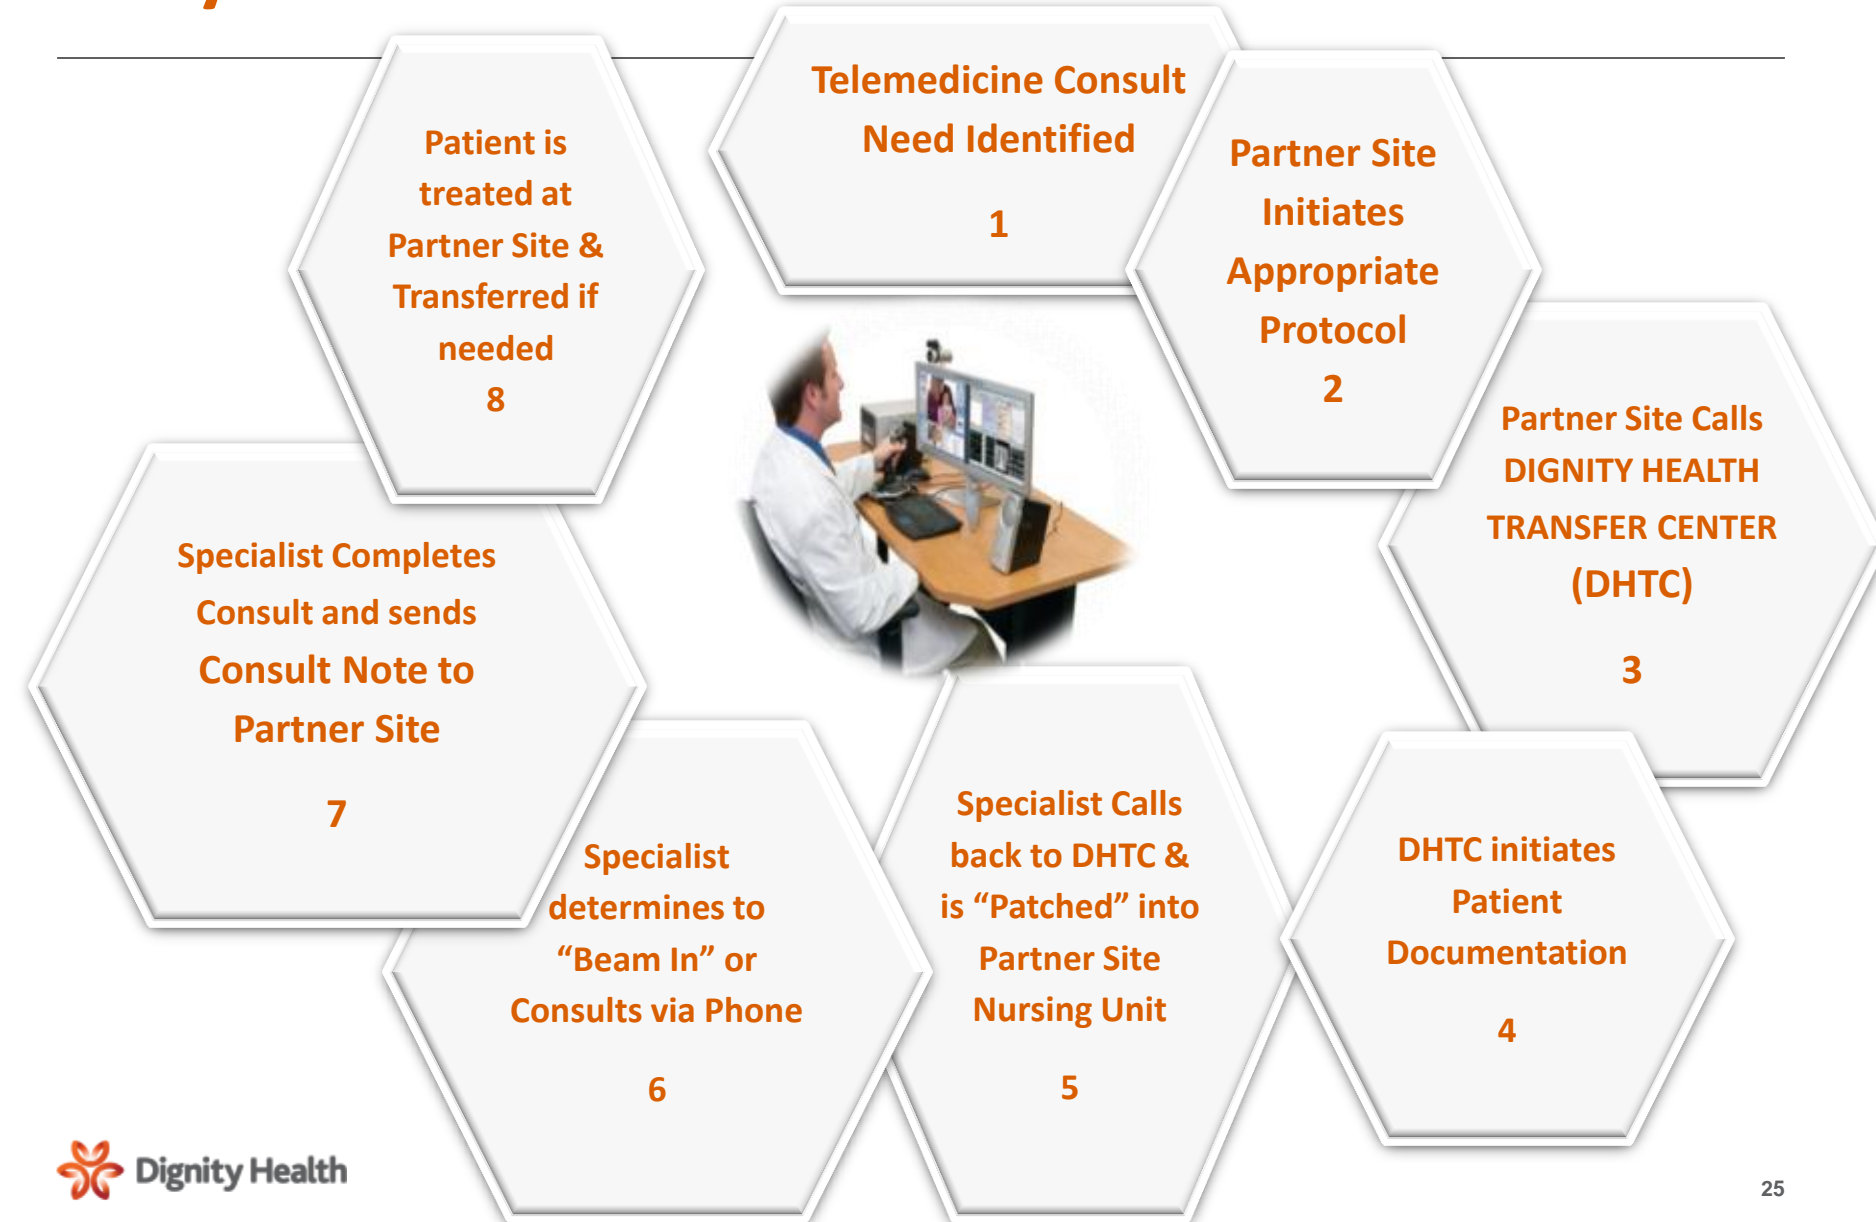 Telemedicine Consult
Need Identified
1
Partner Site
Initiates
Appropriate
Protocol
2
Partner Site Calls
DIGNITY HEALTH
TRANSFER CENTER
(DHTC)
3
DHTC initiates
Patient
Documentation
4
Specialist Calls
back to DHTC &
is “Patched” into
Partner Site
Nursing Unit
5
Specialist
determines to
“Beam In” or
Consults via Phone
6
Specialist Completes
Consult and sends
Consult Note to
Partner Site
7
Patient is
treated at
Partner Site &
Transferred if
needed
8
Dignity Health
25